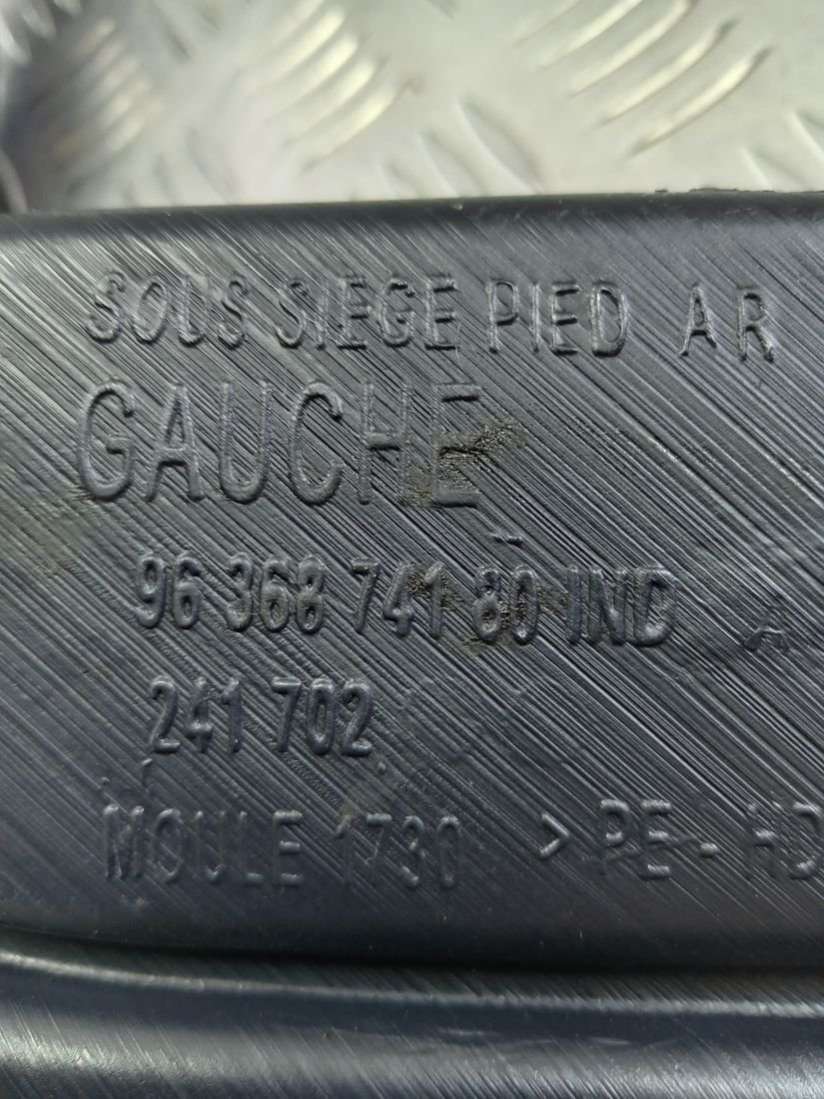 SOUS SIEGE PIED AR
GAUCHE
96 368 741 80 IND A
241 702
MOULE 1730 > PE - HD